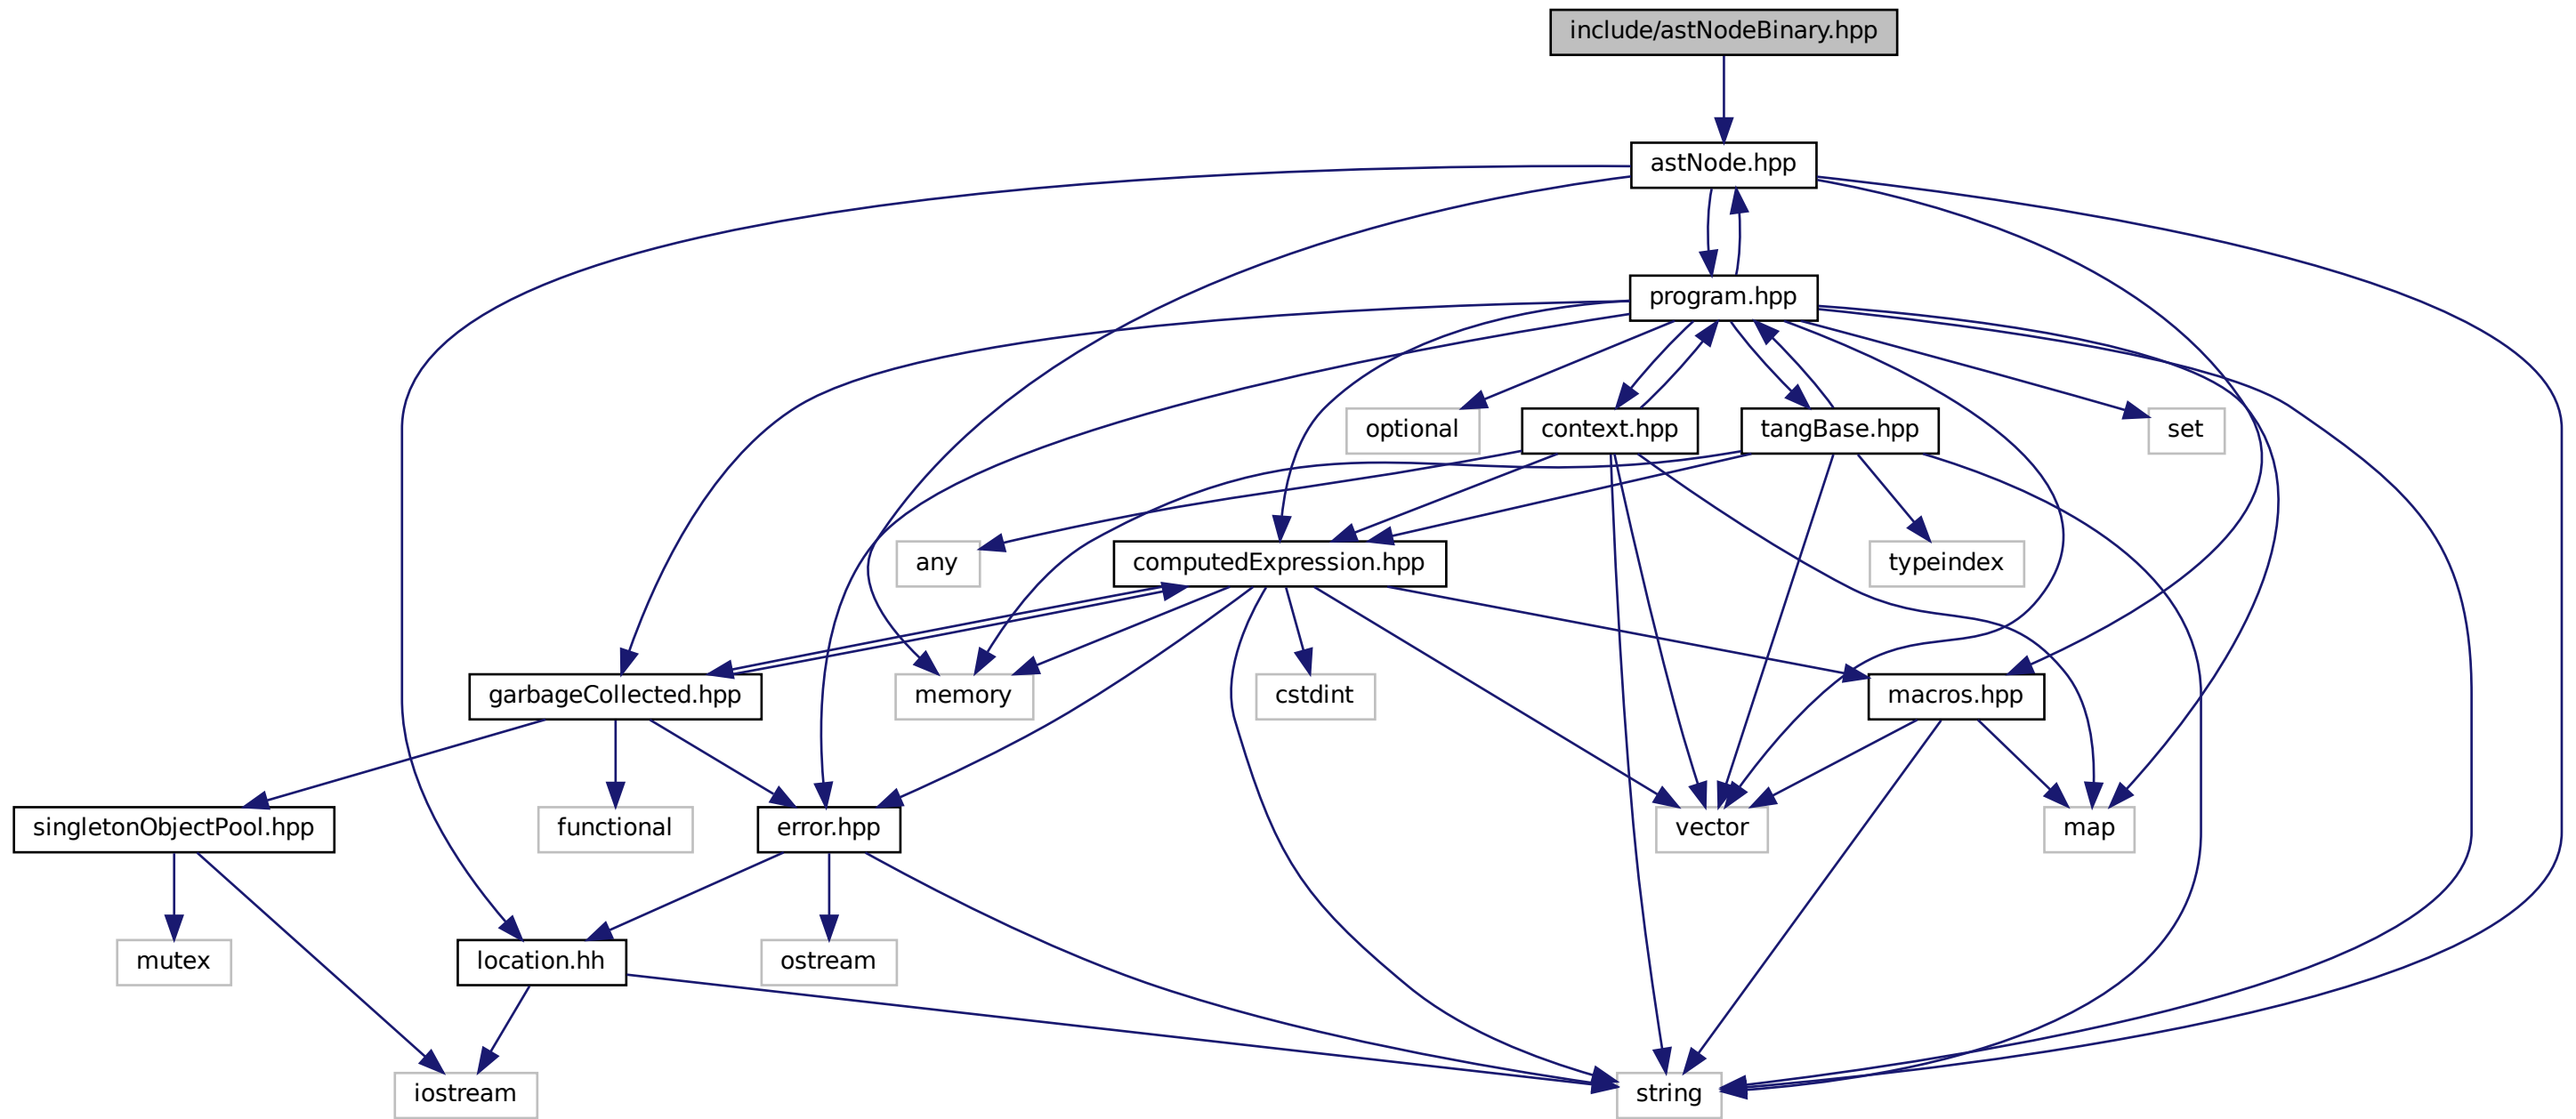 include/astNodeBinary.hpp
astNode.hpp
program.hpp
optional
context.hpp
tangBase.hpp
set
any
computedExpression.hpp
typeindex
garbageCollected.hpp
memory
cstdint
macros.hpp
singletonObjectPool.hpp
functional
error.hpp
vector
map
mutex
location.hh
ostream
iostream
string